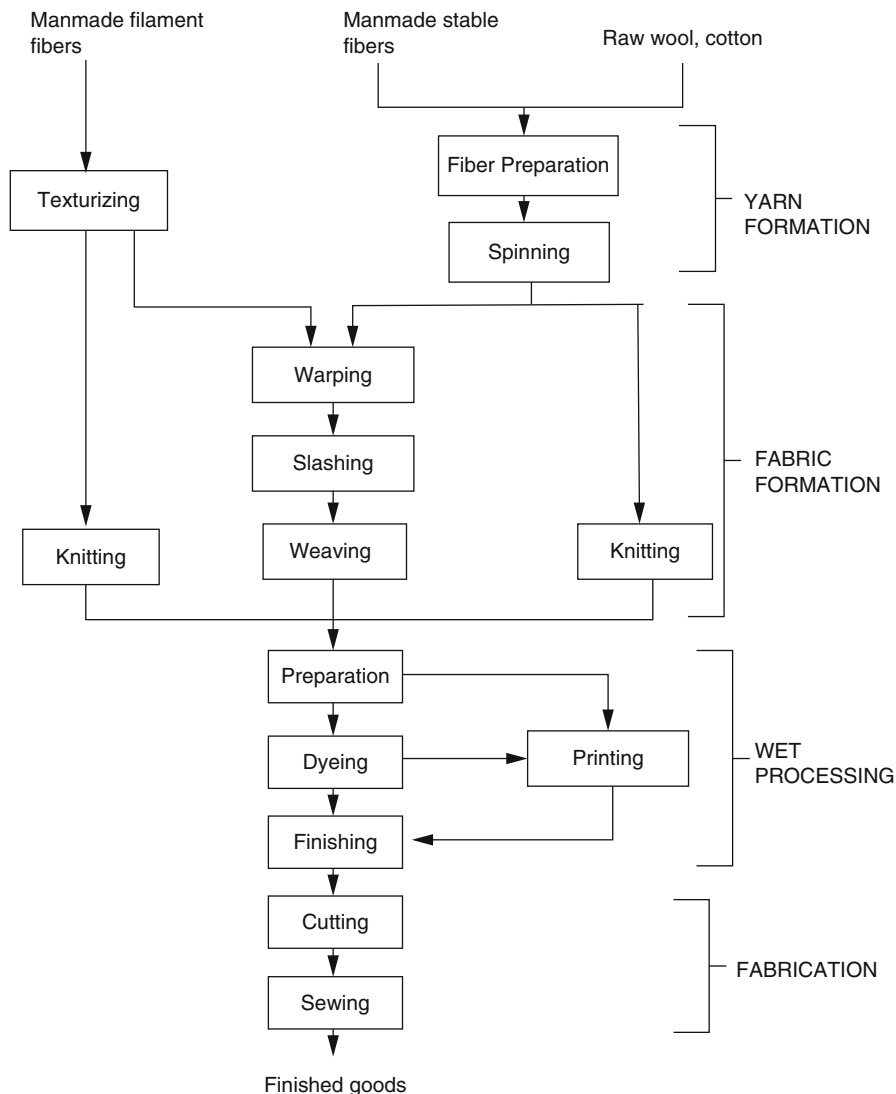 Manmade filament
fibers
Manmade stable
fibers
Raw wool, cotton
Fiber Preparation
Texturizing
YARN
FORMATION
Spinning
Warping
Slashing
FABRIC
FORMATION
Knitting
Weaving
Knitting
Preparation
Dyeing
Printing
WET
PROCESSING
Finishing
Cutting
FABRICATION
Sewing
Finished goods